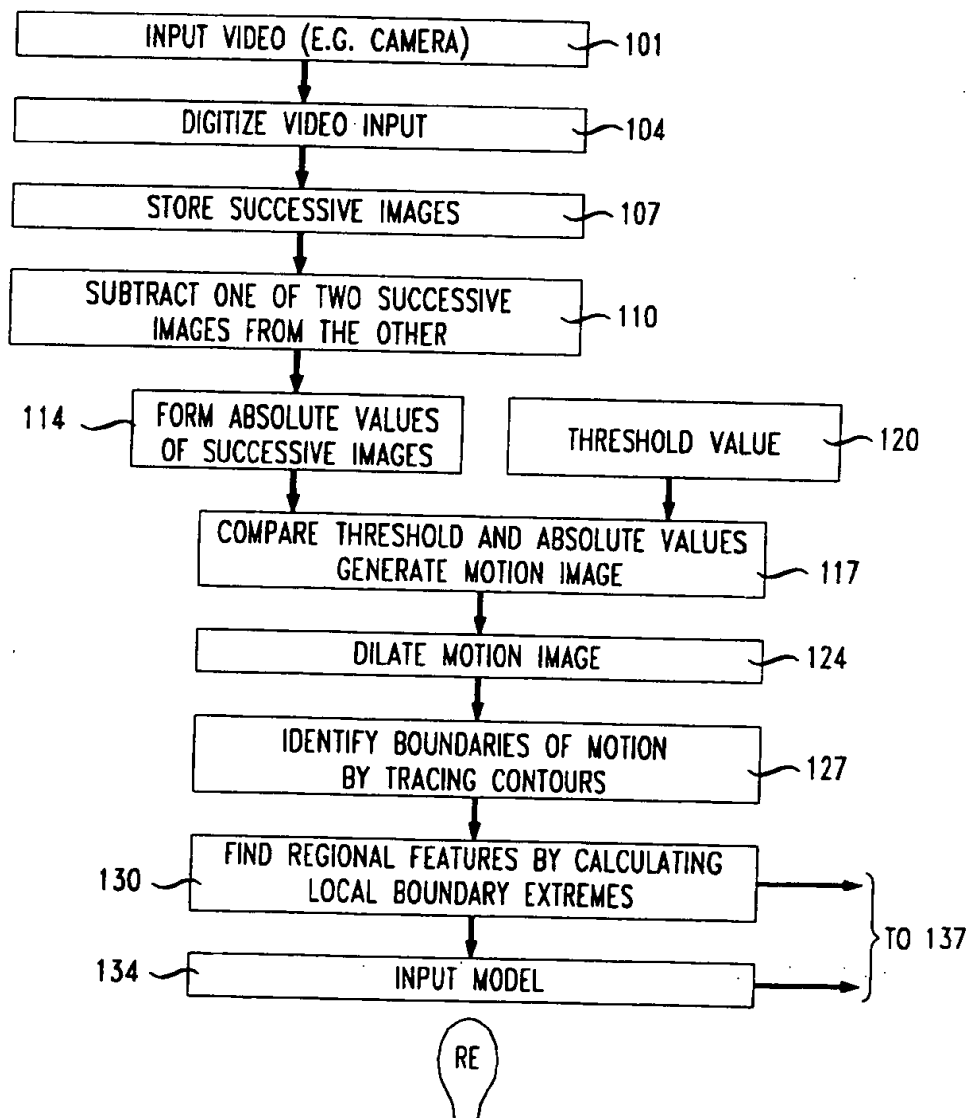 INPUT VIDEO (E.G. CAMERA)
101
DIGITIZE VIDEO INPUT
104
STORE SUCCESSIVE IMAGES
107
SUBTRACT ONE OF TWO SUCCESSIVE
IMAGES FROM THE OTHER
110
114
FORM ABSOLUTE VALUES
OF SUCCESSIVE IMAGES
THRESHOLD VALUE
120
COMPARE THRESHOLD AND ABSOLUTE VALUES
GENERATE MOTION IMAGE
117
DILATE MOTION IMAGE
124
IDENTIFY BOUNDARIES OF MOTION
BY TRACING CONTOURS
127
130
FIND REGIONAL FEATURES BY CALCULATING
LOCAL BOUNDARY EXTREMES
TO 137
134
INPUT MODEL
RE